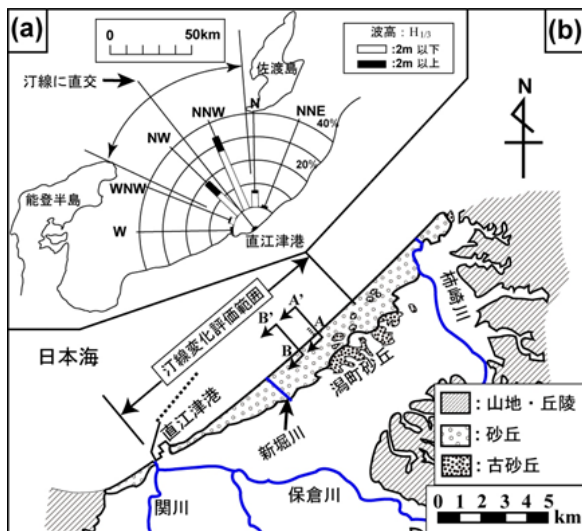 (a)
50km
0
佐渡島
波高：H1/3
:2m 以下
:2m 以上
(b)
汀線に直交
N
NNW
NNE
40%
NW
20%
WNW
能登半島
W
直江津港
N
汀線変化評価範囲
A'
B'
A
B
柿崎川
日本海
潟町砂丘
直江津港
新堀川
：山地・丘陵
：砂丘
：古砂丘
関川
保倉川
0 1 2 3 4 5
km